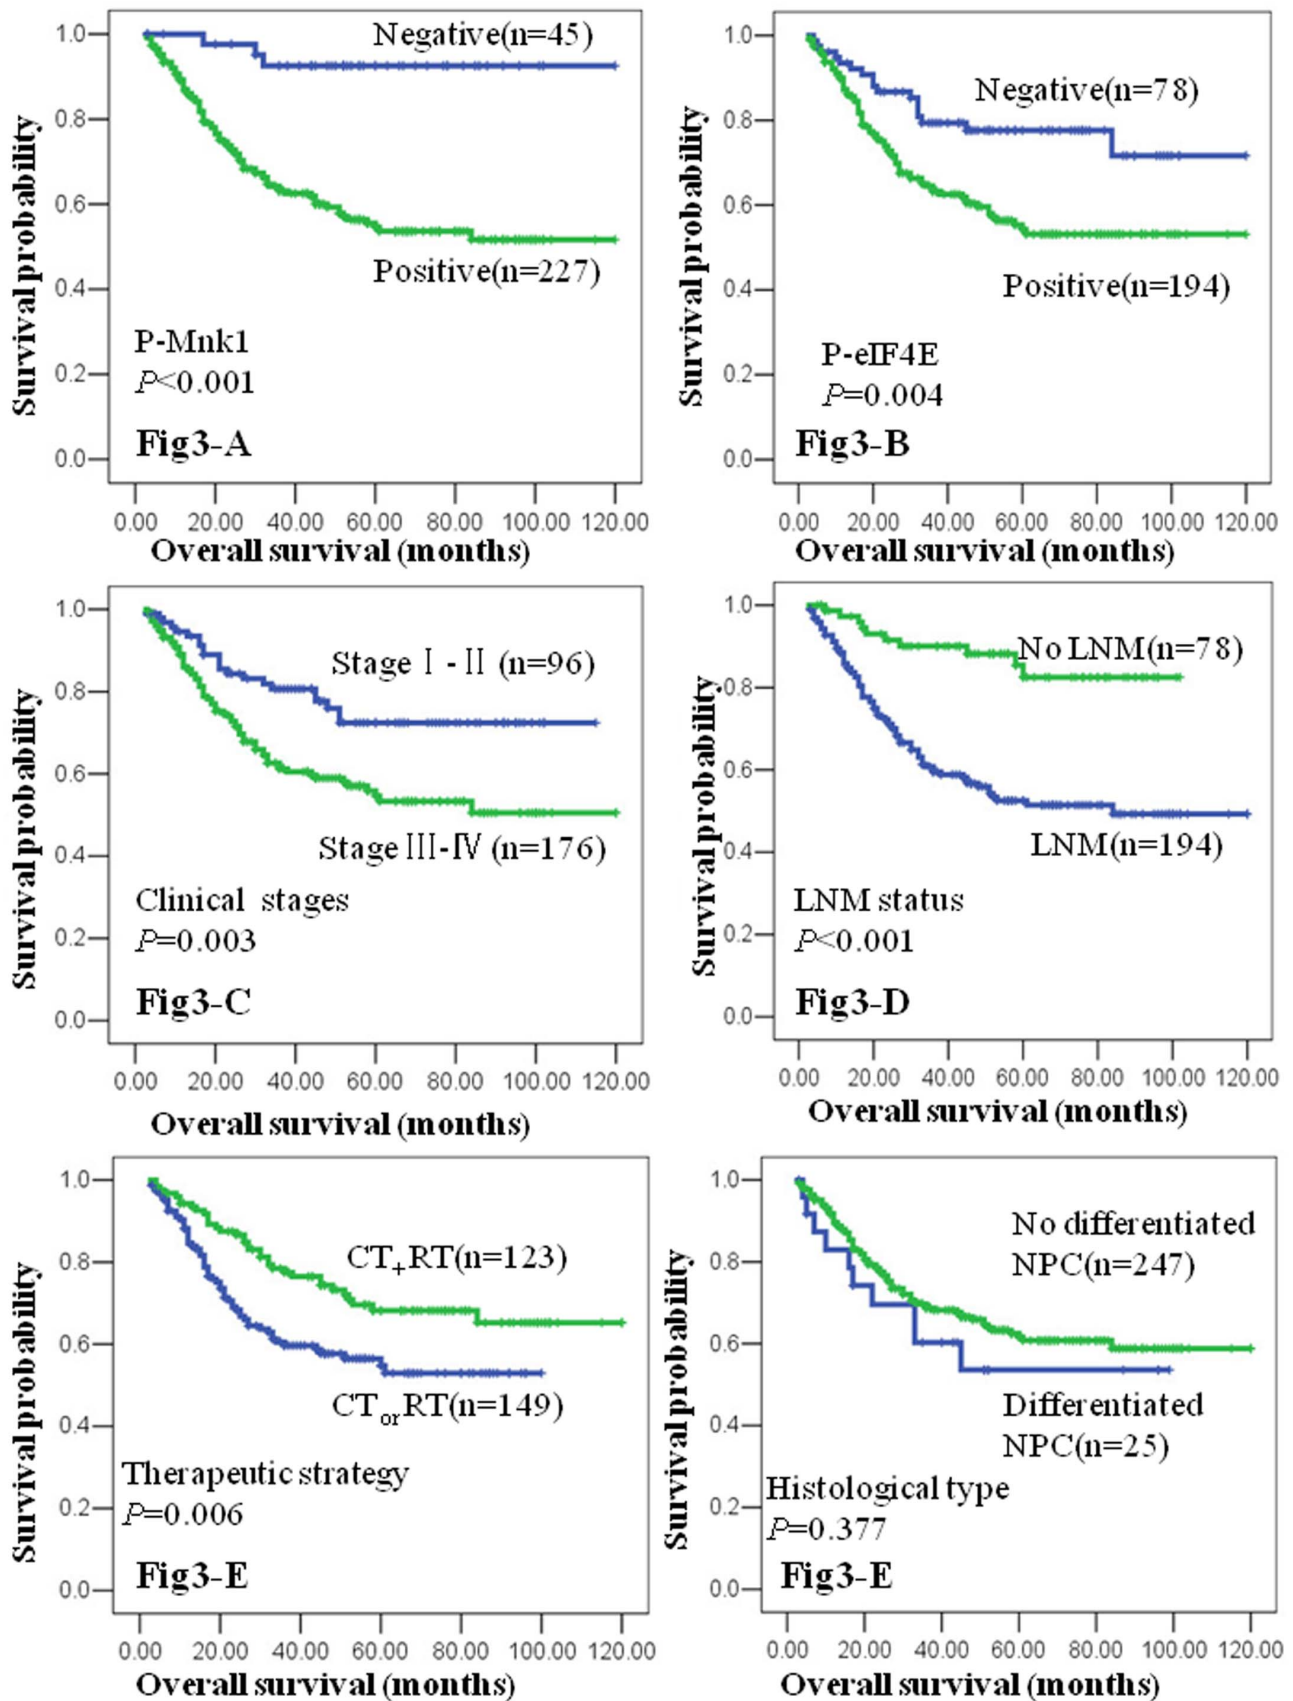 Survival probability
1.0
0.8
0.6
0.4
0.2
0.0
Negative(n=45)
Positive(n=227)
P-Mnk1
P<0.001
Fig3-A
0.00 20.00 40.00 60.00 80.00 100.00 120.00
Overall survival (months)
Survival probability
1.0
0.8
0.6
0.4
0.2
0.0
Negative(n=78)
Positive(n=194)
P-eIF4E
P=0.004
Fig3-B
0.00 20.00 40.00 60.00 80.00 100.00 120.00
Overall survival (months)
Survival probability
1.0
0.8
0.6
0.4
0.2
0.0
Stage Ⅰ-Ⅱ (n=96)
Stage Ⅲ-Ⅳ (n=176)
Clinical stages
P=0.003
Fig3-C
0.00 20.00 40.00 60.00 80.00 100.00 120.00
Overall survival (months)
Survival probability
1.0
0.8
0.6
0.4
0.2
0.0
No LNM(n=78)
LNM(n=194)
LNM status
P<0.001
Fig3-D
0.00 20.00 40.00 60.00 80.00 100.00 120.00
Overall survival (months)
Survival probability
1.0
0.8
0.6
0.4
0.2
0.0
CT+RT(n=123)
CTorRT(n=149)
Therapeutic strategy
P=0.006
Fig3-E
0.00 20.00 40.00 60.00 80.00 100.00 120.00
Overall survival (months)
Survival probability
1.0
0.8
0.6
0.4
0.2
0.0
No differentiated
NPC(n=247)
Differentiated
NPC(n=25)
Histological type
P=0.377
Fig3-E
0.00 20.00 40.00 60.00 80.00 100.00 120.00
Overall survival (months)